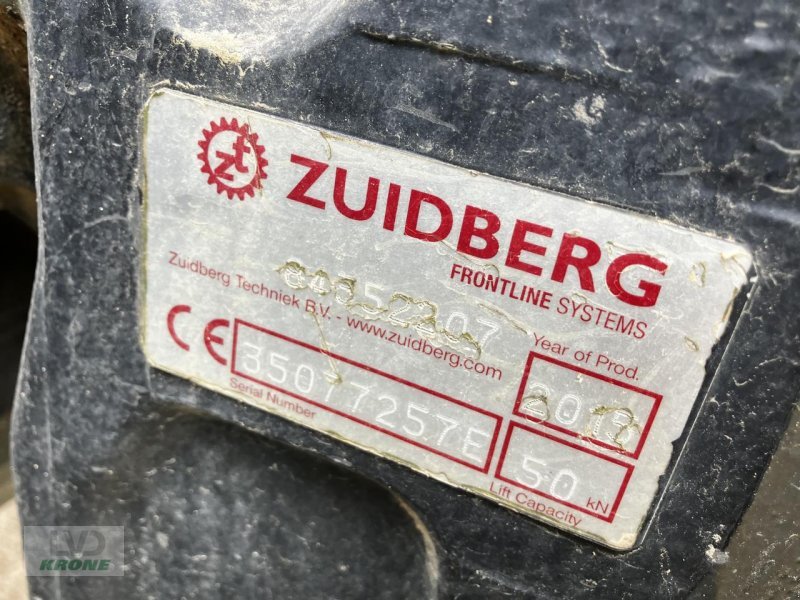 zt
ZUIDBERG
FRONTLINE SYSTEMS
Zuidberg Techniek B.V. - www.zuidberg.com
Year of Prod.
CE
35077257E
50 kN
Serial Number
Lift Capacity
KRONE